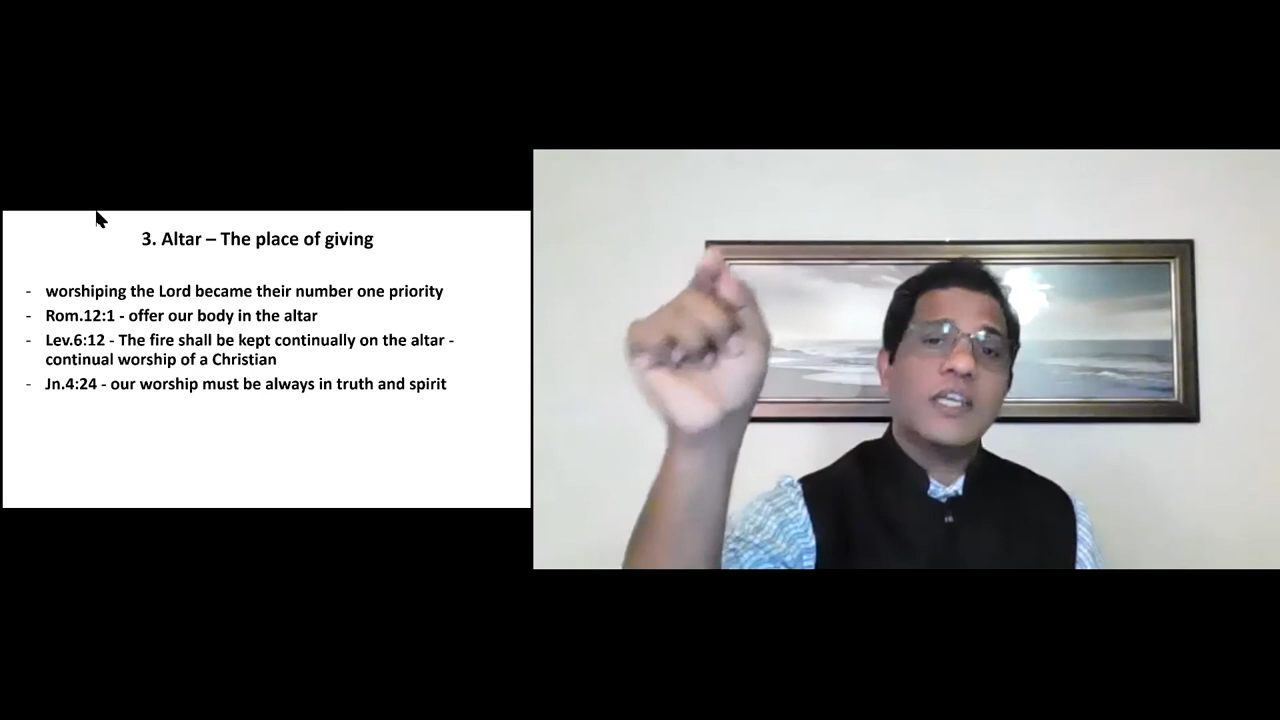 3. Altar – The place of giving
- worshiping the Lord became their number one priority
- Rom.12:1 - offer our body in the altar
- Lev.6:12 - The fire shall be kept continually on the altar -
continual worship of a Christian
- Jn.4:24 - our worship must be always in truth and spirit